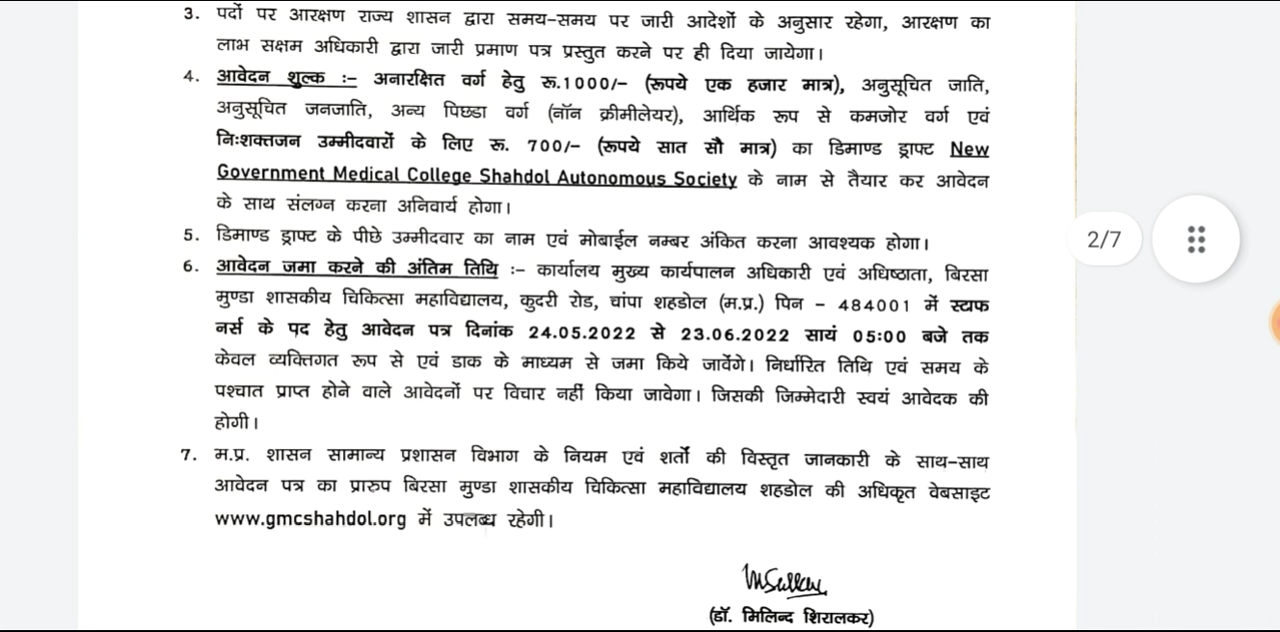 3. पदों पर आरक्षण राज्य शासन द्वारा समय-समय पर जारी आदेशों के अनुसार रहेगा, आरक्षण का
लाभ सक्षम अधिकारी द्वारा जारी प्रमाण पत्र प्रस्तुत करने पर ही दिया जायेगा।
4. आवेदन शुल्क :– अनारक्षित वर्ग हेतु रू.1000/– (रूपये एक हजार मात्र), अनुसूचित जाति,
अनुसूचित जनजाति, अन्य पिछडा वर्ग (नॉन क्रीमीलेयर), आर्थिक रूप से कमजोर वर्ग एवं
निःशक्तजन उम्मीदवारों के लिए रू. 700/– (रूपये सात सौ मात्र) का डिमाण्ड ड्राफ्ट New
Government Medical College Shahdol Autonomous Society के नाम से तैयार कर आवेदन
के साथ संलग्न करना अनिवार्य होगा।
5. डिमाण्ड ड्राफ्ट के पीछे उम्मीदवार का नाम एवं मोबाईल नम्बर अंकित करना आवश्यक होगा।
2/7
6. आवेदन जमा करने की अंतिम तिथि :– कार्यालय मुख्य कार्यपालन अधिकारी एवं अधिष्ठाता, बिरसा
मुण्डा शासकीय चिकित्सा महाविद्यालय, कुदरी रोड, चांपा शहडोल (म.प्र.) पिन – 484001 में स्टाफ
नर्स के पद हेतु आवेदन पत्र दिनांक 24.05.2022 से 23.06.2022 सायं 05:00 बजे तक
केवल व्यक्तिगत रूप से एवं डाक के माध्यम से जमा किये जावेंगे। निर्धारित तिथि एवं समय के
पश्चात प्राप्त होने वाले आवेदनों पर विचार नहीं किया जावेगा। जिसकी जिम्मेदारी स्वयं आवेदक की
होगी।
7. म.प्र. शासन सामान्य प्रशासन विभाग के नियम एवं शर्तों की विस्तृत जानकारी के साथ–साथ
आवेदन पत्र का प्रारुप बिरसा मुण्डा शासकीय चिकित्सा महाविद्यालय शहडोल की अधिकृत वेबसाइट
www.gmcshahdol.org में उपलब्ध रहेगी।
(डॉ. मिलिन्द शिरालकर)